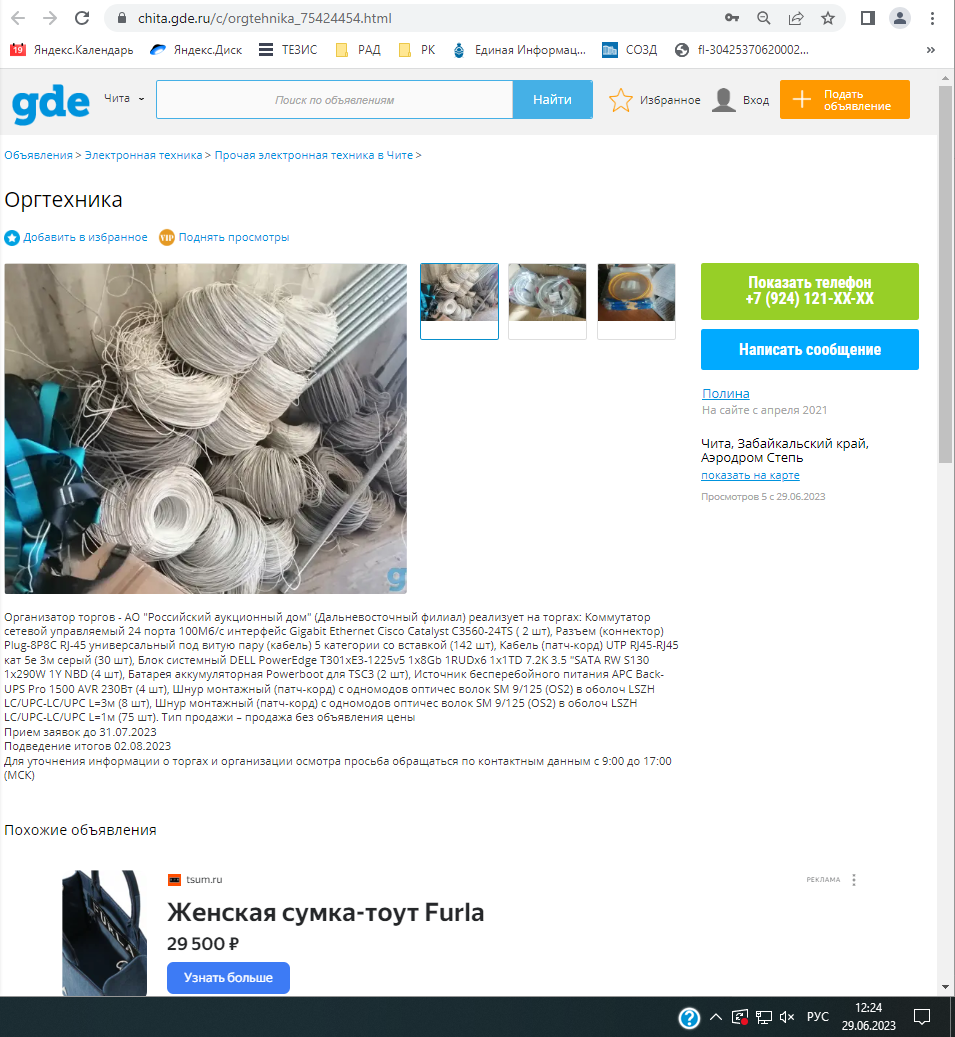 chita.gde.ru/c/orgtehnika_75424454.html
19 Яндекс.Календарь Яндекс.Диск ТЕЗИС РАД РК Единая Информац... СОЗД fl-30425370620002... »
gde Чита Поиск по объявлениям Найти Избранное Вход Подать
объявление
Объявления > Электронная техника > Прочая электронная техника в Чите >
Оргтехника
Добавить в избранное VIP Поднять просмотры
Показать телефон
+7 (924) 121-XX-XX
Написать сообщение
Полина
На сайте с апреля 2021
Чита, Забайкальский край,
Аэродром Степь
показать на карте
Просмотров 5 с 29.06.2023
g
Организатор торгов - АО "Российский аукционный дом" (Дальневосточный филиал) реализует на торгах: Коммутатор
сетевой управляемый 24 порта 100Мб/с интерфейс Gigabit Ethernet Cisco Catalyst C3560-24TS ( 2 шт), Разъем (коннектор)
Plug-8P8C RJ-45 универсальный под витую пару (кабель) 5 категории со вставкой (142 шт), Кабель (патч-корд) UTP RJ45-RJ45
кат 5е 3м серый (30 шт), Блок системный DELL PowerEdge T301xE3-1225v5 1x8Gb 1RUDx6 1x1TD 7.2K 3.5 "SATA RW S130
1x290W 1Y NBD (4 шт), Батарея аккумуляторная Powerboot для TSC3 (2 шт), Источник бесперебойного питания APC Back-
UPS Pro 1500 AVR 230Вт (4 шт), Шнур монтажный (патч-корд) с одномодов оптичес волок SM 9/125 (OS2) в оболоч LSZH
LC/UPC-LC/UPC L=3м (8 шт), Шнур монтажный (патч-корд) с одномодов оптичес волок SM 9/125 (OS2) в оболоч LSZH
LC/UPC-LC/UPC L=1м (75 шт). Тип продажи – продажа без объявления цены
Прием заявок до 31.07.2023
Подведение итогов 02.08.2023
Для уточнения информации о торгах и организации осмотра просьба обращаться по контактным данным с 9:00 до 17:00
(МСК)
Похожие объявления
tsum.ru РЕКЛАМА
Женская сумка-тоут Furla
29 500 ₽
Узнать больше
? РУС 12:24
29.06.2023